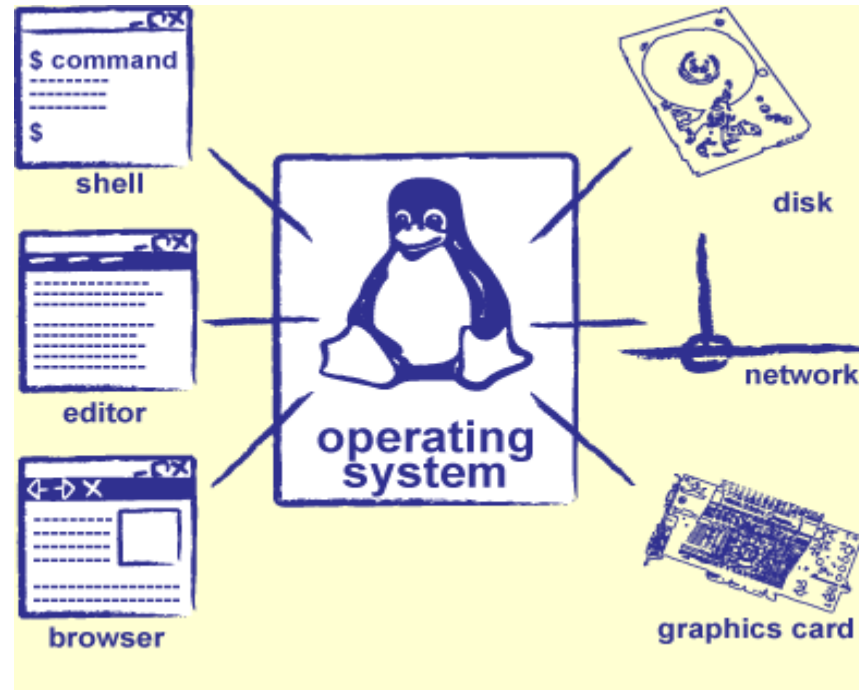 $ command
$
shell
editor
browser
operating
system
disk
network
graphics card